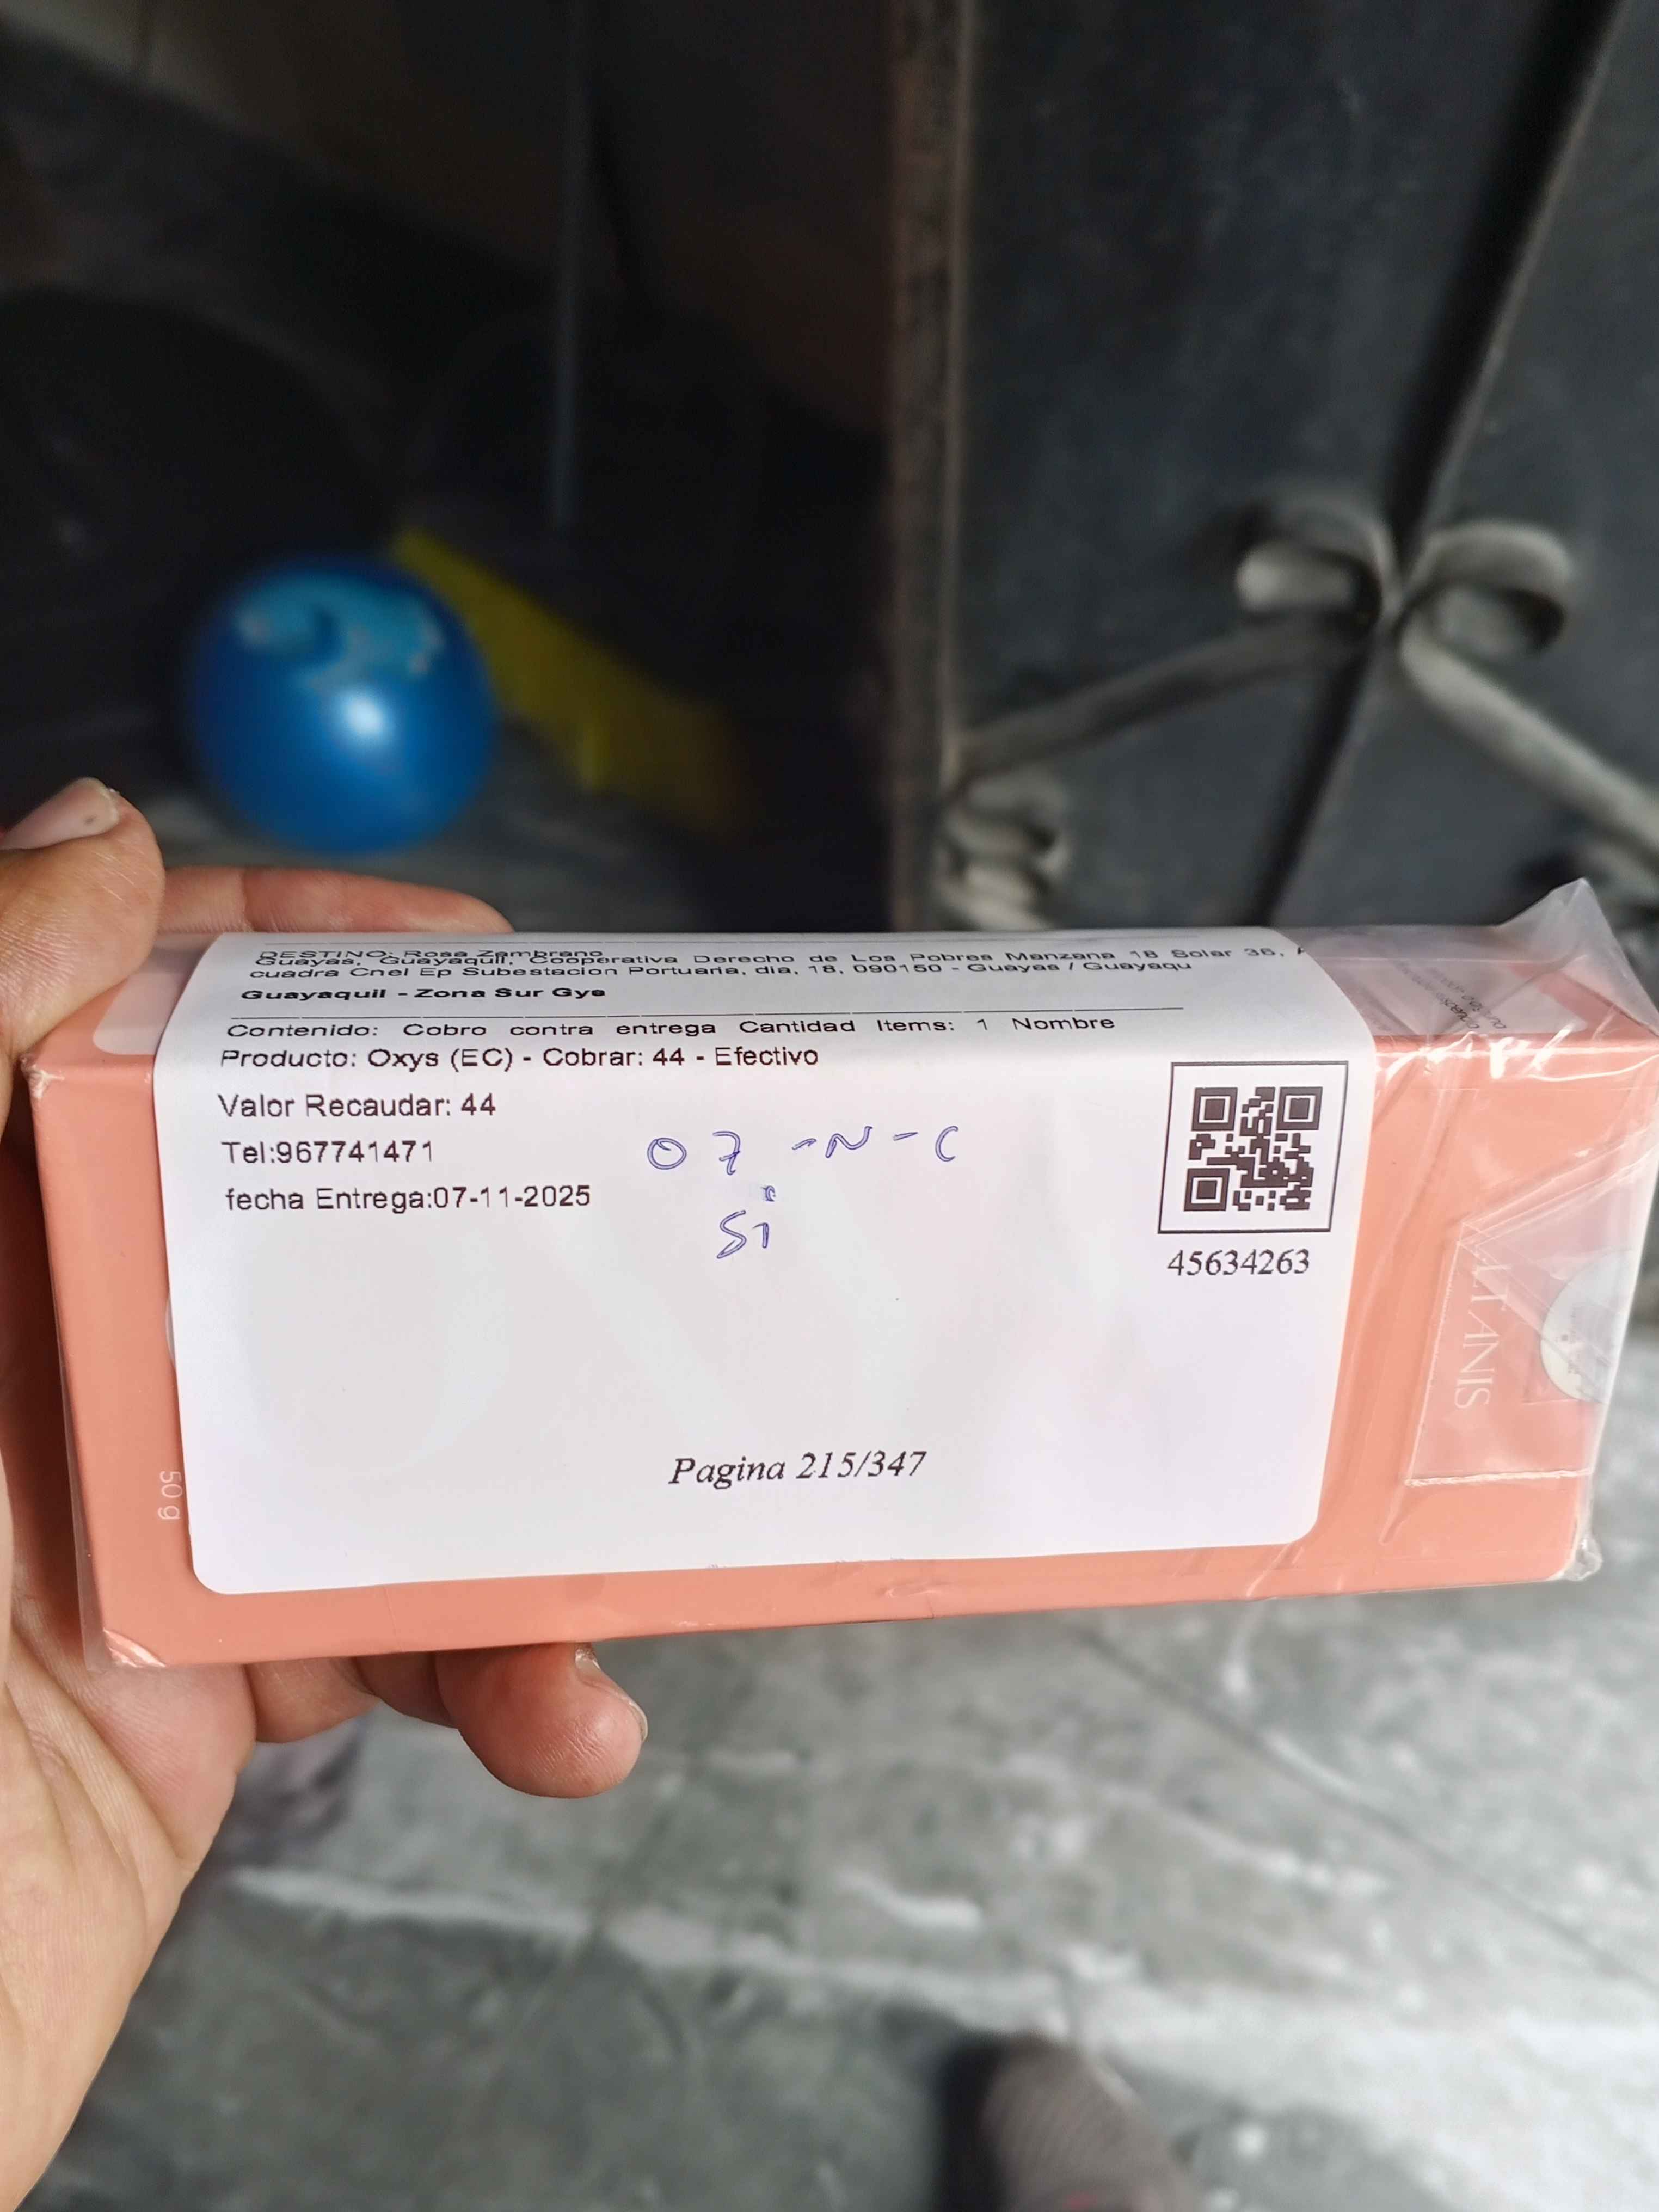 DESTINO: Rosa Zambrano
Guayas, Guayaquil, Cooperativa Derecho de Los Pobres Manzana 18 Solar 36, A
cuadra Cnel Ep Subestacion Portuaria, dia, 18, 090150 - Guayas / Guayaqu
Guayaquil - Zona Sur Gye
Contenido: Cobro contra entrega Cantidad Items: 1 Nombre
Producto: Oxys (EC) - Cobrar: 44 - Efectivo
Valor Recaudar: 44
Tel:967741471
07 -N-C
fecha Entrega:07-11-2025
Si
45634263
Pagina 215/347
50 g